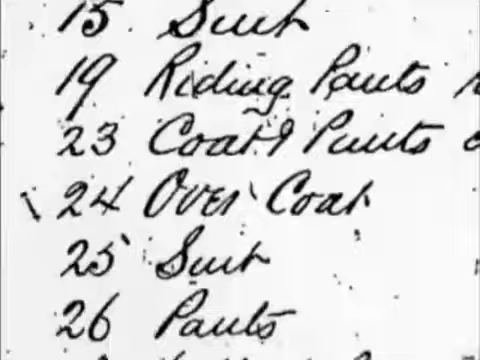 15 Suit
19 Riding Pants
23 Coat & Pants
24 Over Coat
25 Suit
26 Pants